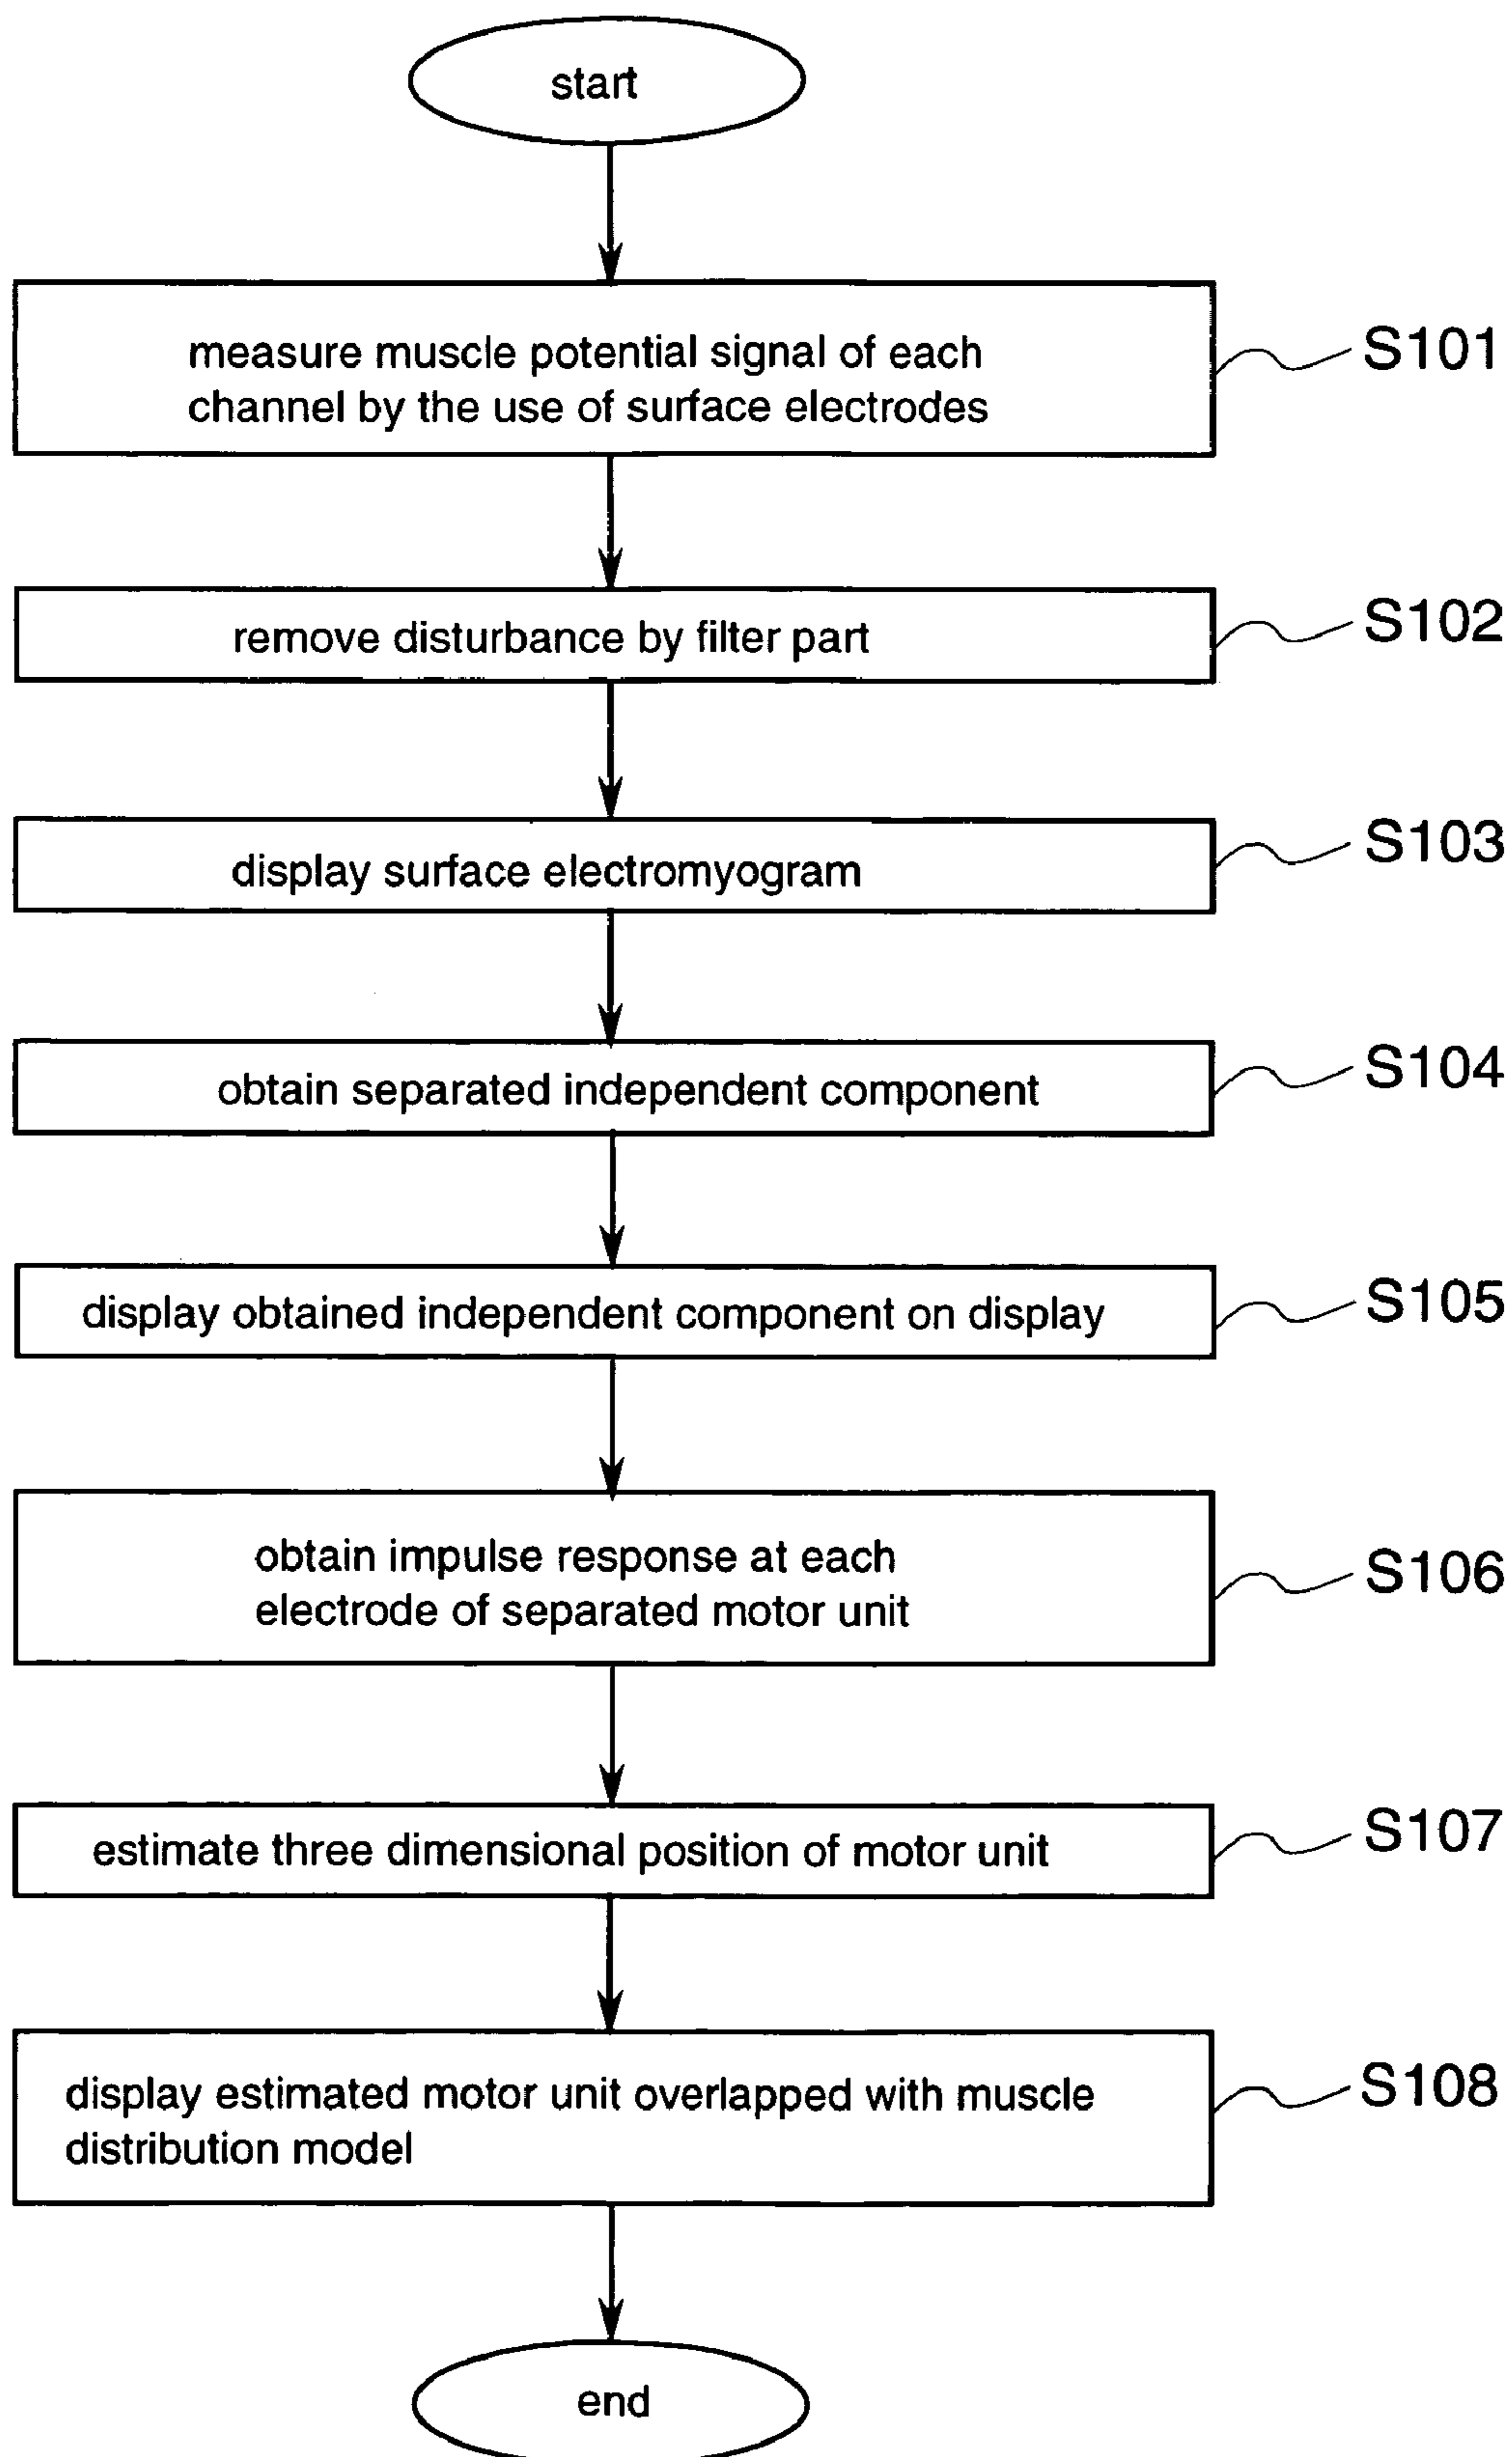 start
measure muscle potential signal of each
channel by the use of surface electrodes
S101
remove disturbance by filter part
S102
display surface electromyogram
S103
obtain separated independent component
S104
display obtained independent component on display
S105
obtain impulse response at each
electrode of separated motor unit
S106
estimate three dimensional position of motor unit
S107
display estimated motor unit overlapped with muscle
distribution model
S108
end